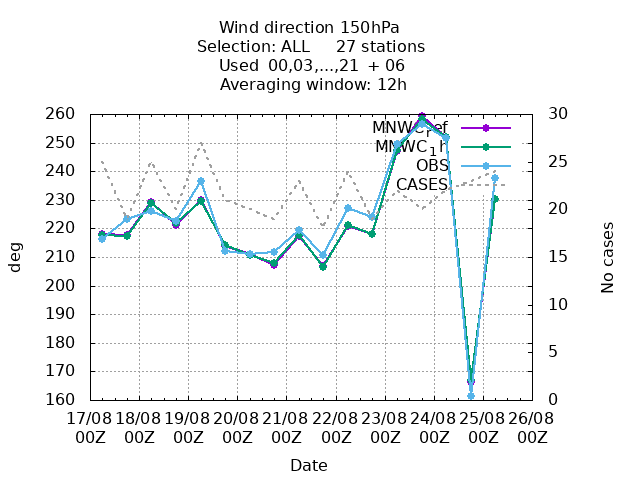 Wind direction 150hPa
Selection: ALL     27 stations
Used  00,03,...,21  + 06
Averaging window: 12h
260
250
240
230
220
210
200
190
180
170
160
30
25
20
15
10
5
0
MNWC_ref
MNWC_1h
OBS
CASES
deg
No cases
17/08 18/08 19/08 20/08 21/08 22/08 23/08 24/08 25/08 26/08
00Z 00Z 00Z 00Z 00Z 00Z 00Z 00Z 00Z 00Z
Date